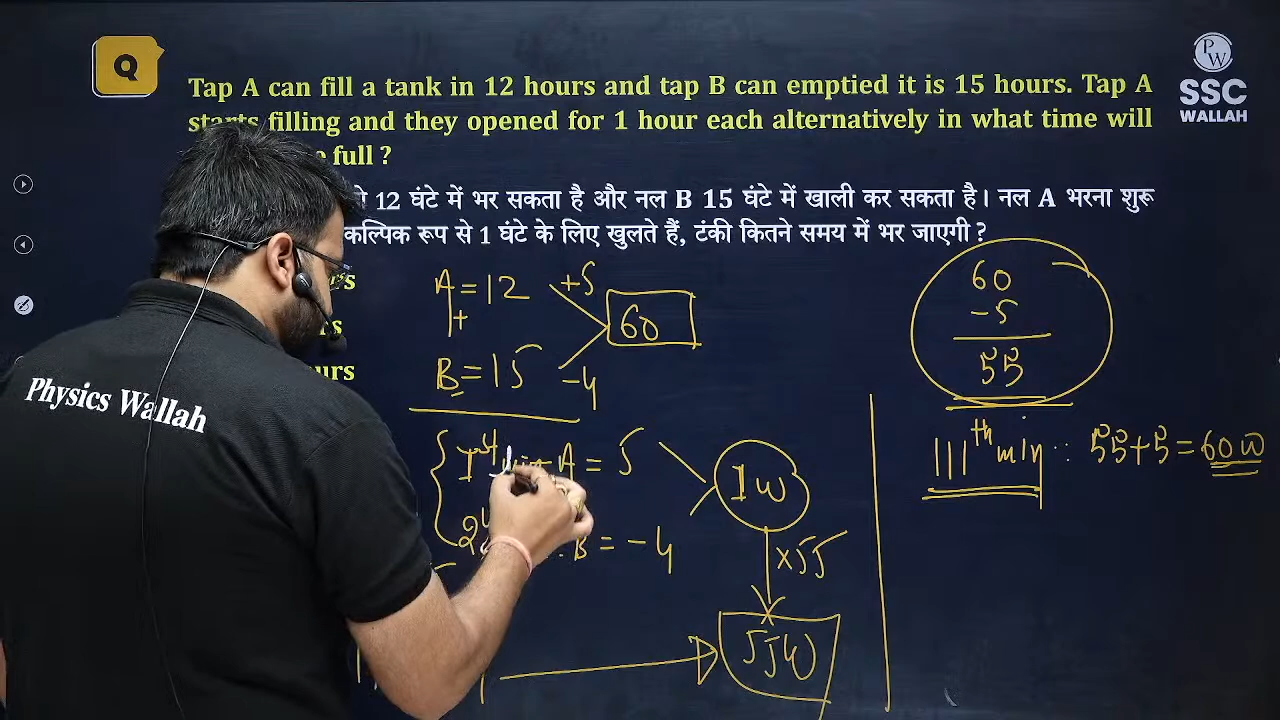 Q
Tap A can fill a tank in 12 hours and tap B can emptied it is 15 hours. Tap A
starts filling and they opened for 1 hour each alternatively in what time will
full ?
12 घंटे में भर सकता है और नल B 15 घंटे में खाली कर सकता है। नल A भरना शुरू
1 घंटे के लिए खुलते हैं, टंकी कितने समय में भर जाएगी ?
PW
SSC
WALLAH
A = 12 +5
+
60
B = 15 -4
A = 5
1 W
B = -4
×55
55W
60
-5
55
111th min ∴ 55+5 = 60W
Physics Wallah